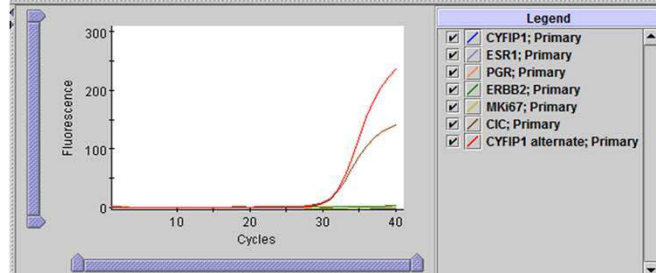 300
200
100
0
Fluorescence
10 20 30 40
Cycles
Legend
CYFIP1; Primary
ESR1; Primary
PGR; Primary
ERBB2; Primary
MKi67; Primary
CIC; Primary
CYFIP1 alternate; Primary